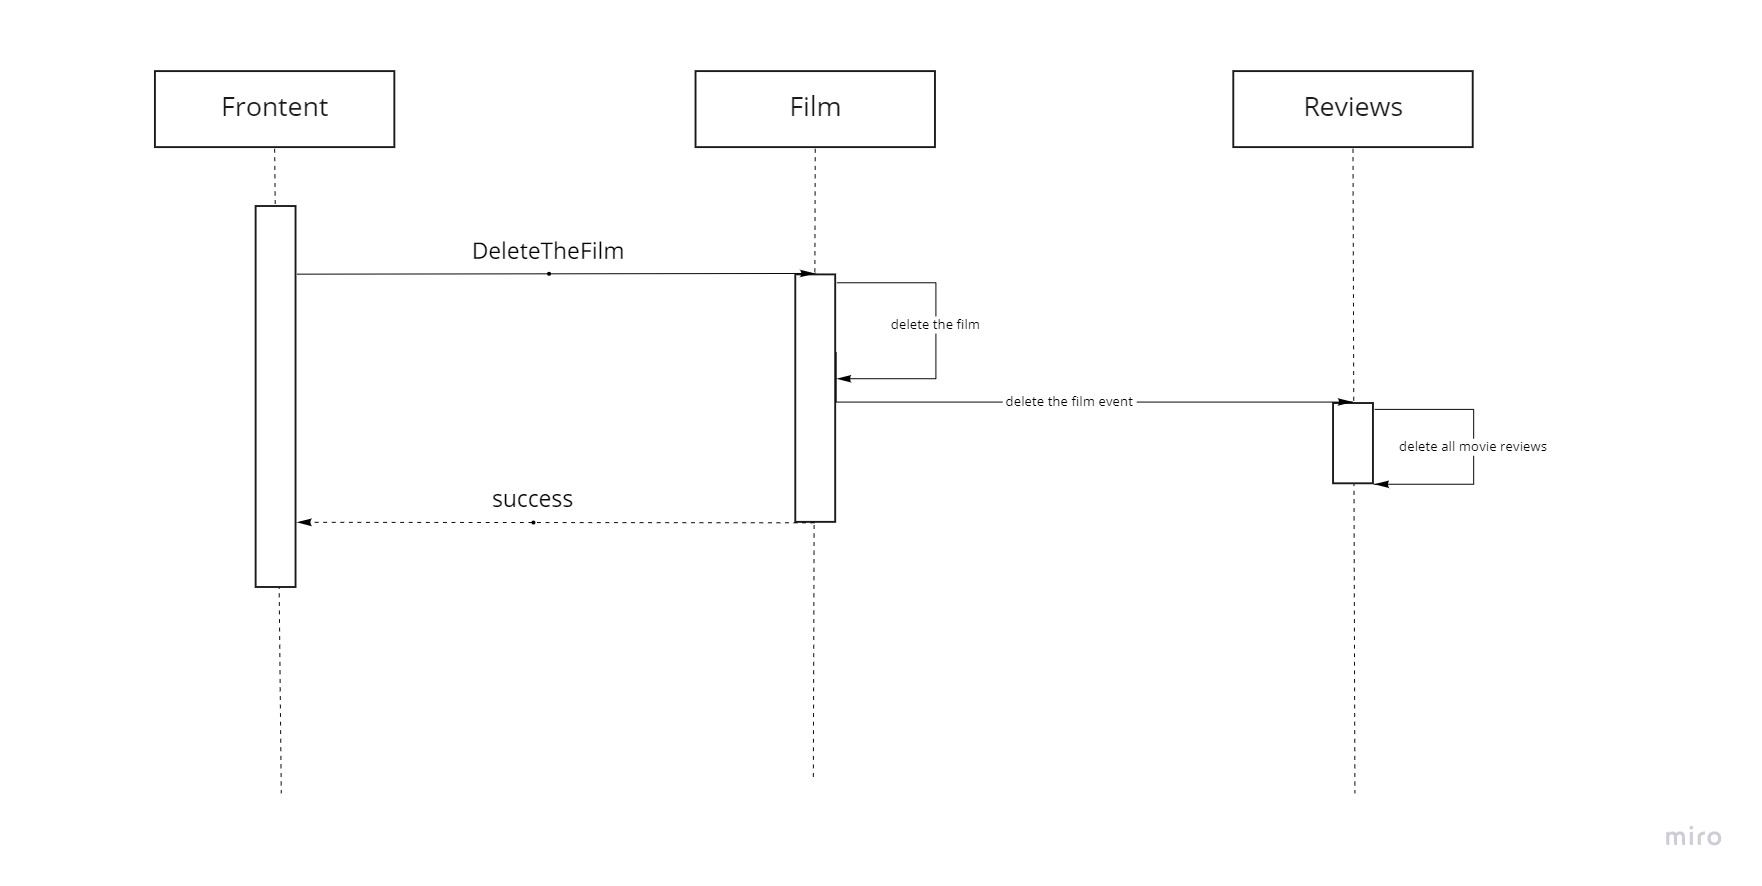 Frontent
Film
Reviews
DeleteTheFilm
delete the film
delete the film event
delete all movie reviews
success
miro